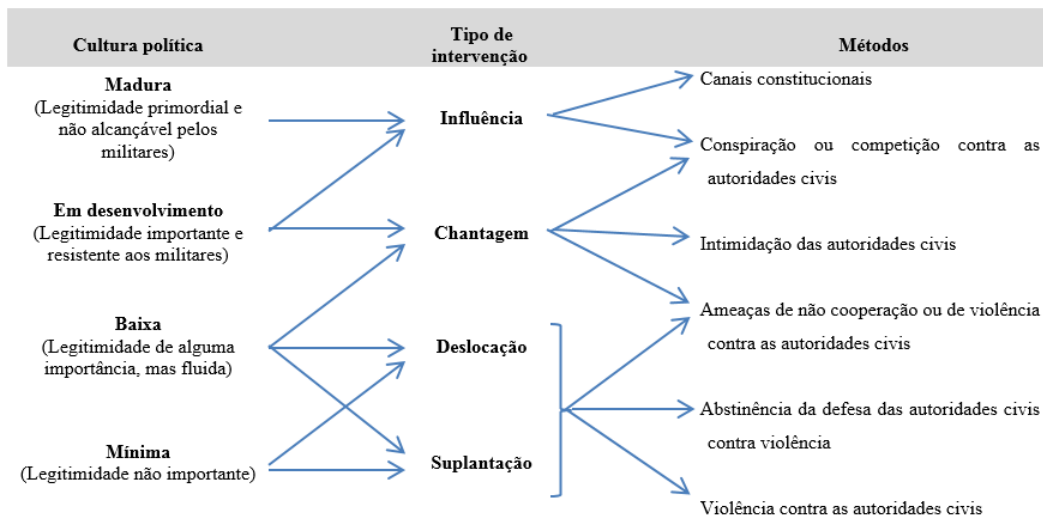 Cultura política
Tipo de
intervenção
Métodos
Madura
(Legitimidade primordial e
não alcançável pelos
militares)
Em desenvolvimento
(Legitimidade importante e
resistente aos militares)
Baixa
(Legitimidade de alguma
importância, mas fluida)
Mínima
(Legitimidade não importante)
Influência
Chantagem
Deslocação
Suplantação
Canais constitucionais
Conspiração ou competição contra as
autoridades civis
Intimidação das autoridades civis
Ameaças de não cooperação ou de violência
contra as autoridades civis
Abstinência da defesa das autoridades civis
contra violência
Violência contra as autoridades civis